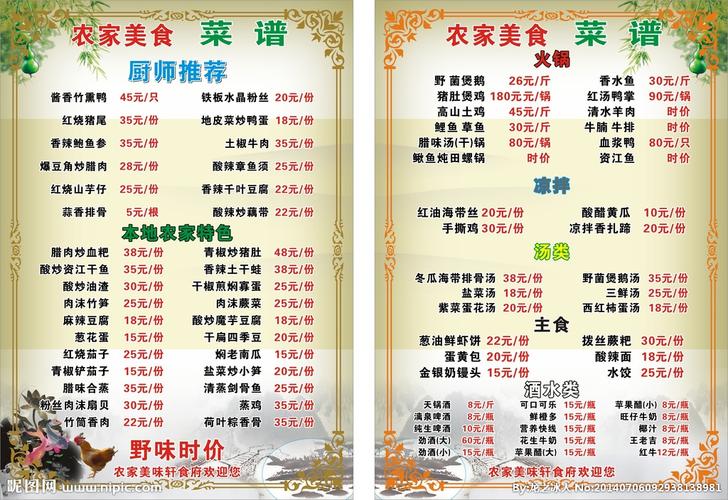 农家美食 菜谱
厨师推荐
酱香竹熏鸭 45元/只 铁板水晶粉丝 20元/份
红烧猪尾 35元/份 地皮菜炒鸭蛋 18元/份
香辣鲍鱼参 35元/份 土椒牛肉 35元/份
爆豆角炒腊肉 28元/份 酸辣章鱼须 25元/份
红烧山芋仔 25元/份 香辣千叶豆腐 22元/份
蒜香排骨 5元/根 酸辣炒藕带 22元/份
本地农家特色
腊肉炒血粑 38元/份 青椒炒猪肚 48元/份
酸炒资江干鱼 35元/份 香辣土干蛙 38元/份
酸炒油渣 30元/份 干椒煎焖寡蛋 25元/份
肉沫竹笋 25元/份 肉沫蕨菜 25元/份
麻辣豆腐 18元/份 酸炒魔芋豆腐 18元/份
葱花蛋 15元/份 干扁四季豆 20元/份
红烧茄子 25元/份 焖老南瓜 15元/份
青椒铲茄子 15元/份 盐菜炒小笋 20元/份
腊味合蒸 35元/份 清蒸剑骨鱼 25元/份
粉丝肉沫扇贝 30元/份 蒸鸡 35元/份
竹筒香肉 22元/份 荷叶粽香骨 35元/份
野味时价
农家美味轩食府欢迎您
昵图网 www.nipic.com
农家美食 菜谱
火锅
野菌煲鹅 26元/斤 香水鱼 30元/斤
猪肚煲鸡 180元元/锅 红汤鸭掌 90元/锅
高山土鸡 45元/斤 清水羊肉 时价
鲤鱼 草鱼 30元/斤 牛腩 牛排 时价
腊味汤(干)锅 80元/锅 血浆鸭 80元/只
鳅鱼炖田螺锅 时价 资江鱼 时价
凉拌
红油海带丝 20元/份 酸醋黄瓜 10元/份
手撕鸡 30元/份 凉拌香扎蹄 20元/份
汤类
冬瓜海带排骨汤 38元/份 野菌煲鹅汤 35元/份
盐菜汤 18元/份 三鲜汤 25元/份
紫菜蛋花汤 20元/份 西红柿蛋汤 18元/份
主食
葱油鲜虾饼 22元/份 拨丝蕨粑 30元/份
蛋黄包 20元/份 酸辣面 18元/份
金银奶馒头 15元/份 水饺 25元/份
酒水类
天锅酒 8元/斤 可口可乐 15元/瓶 苹果醋(小) 8元/瓶
漓泉啤酒 8元/瓶 鲜橙多 15元/瓶 旺仔牛奶 8元/瓶
纯生啤酒 10元/瓶 营养快线 15元/瓶 椰汁 8元/瓶
劲酒(大) 60元/瓶 花生牛奶 15元/瓶 王老吉 8元/瓶
劲酒(小) 15元/瓶 苹果醋(大) 15元/瓶 红牛 12元/瓶
农家美味轩食府欢迎您